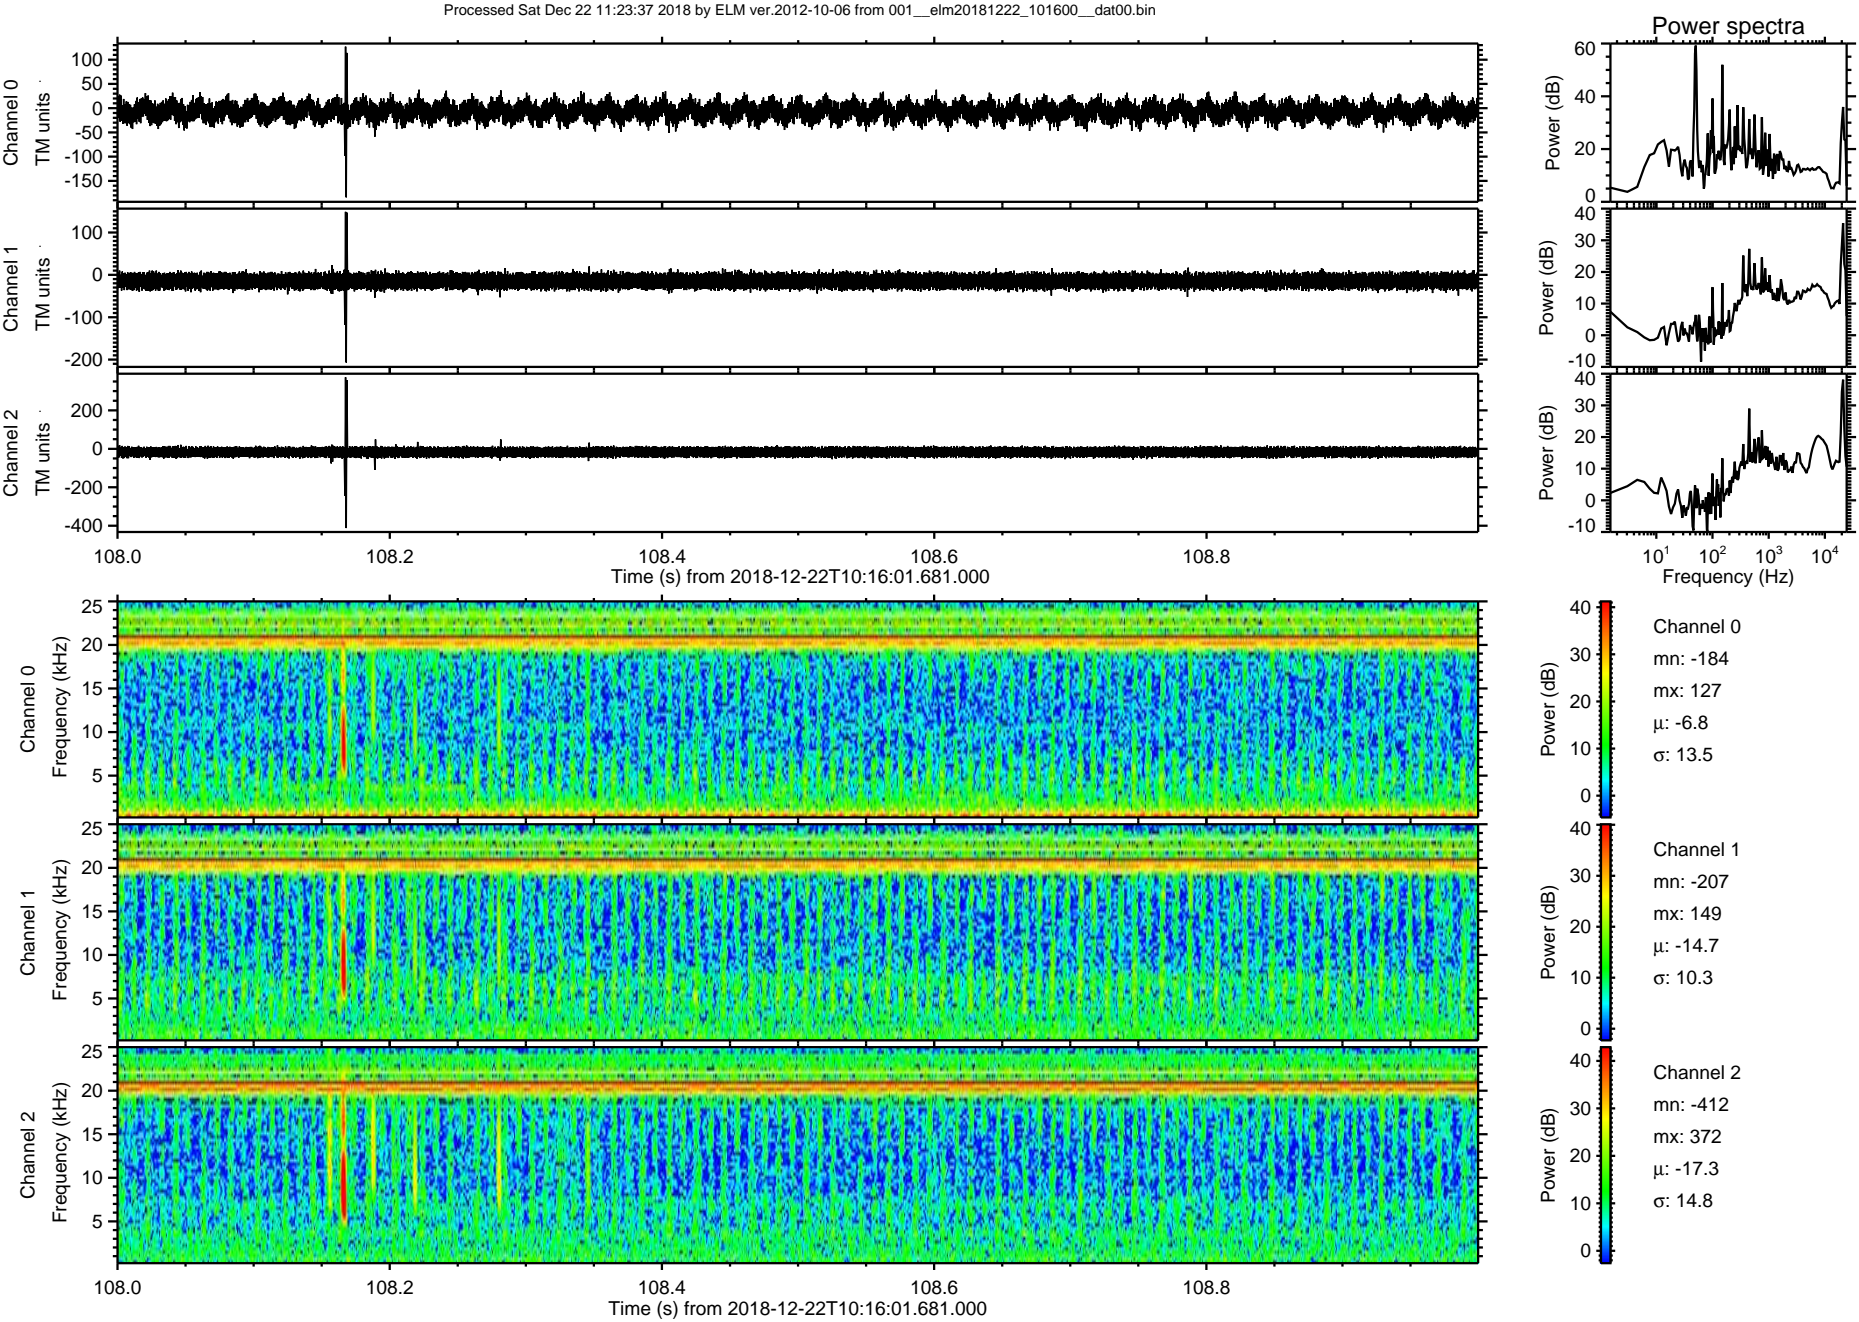 Processed Sat Dec 22 11:23:37 2018 by ELM ver.2012-10-06 from 001__elm20181222_101600__dat00.bin
Power spectra
Channel 0
TM units
100
50
0
-50
-100
-150
Power (dB)
60
40
20
0
Channel 1
TM units
100
0
-100
-200
Power (dB)
40
30
20
10
0
-10
Channel 2
TM units
200
0
-200
-400
Power (dB)
40
30
20
10
0
-10
108.0 108.2 108.4 108.6 108.8
Time (s) from 2018-12-22T10:16:01.681.000
10¹ 10² 10³ 10⁴
Frequency (Hz)
Channel 0
Frequency (kHz)
25
20
15
10
5
Power (dB)
40
30
20
10
0
Channel 0
mn: -184
mx: 127
μ: -6.8
σ: 13.5
Channel 1
Frequency (kHz)
25
20
15
10
5
Power (dB)
40
30
20
10
0
Channel 1
mn: -207
mx: 149
μ: -14.7
σ: 10.3
Channel 2
Frequency (kHz)
25
20
15
10
5
Power (dB)
40
30
20
10
0
Channel 2
mn: -412
mx: 372
μ: -17.3
σ: 14.8
108.0 108.2 108.4 108.6 108.8
Time (s) from 2018-12-22T10:16:01.681.000